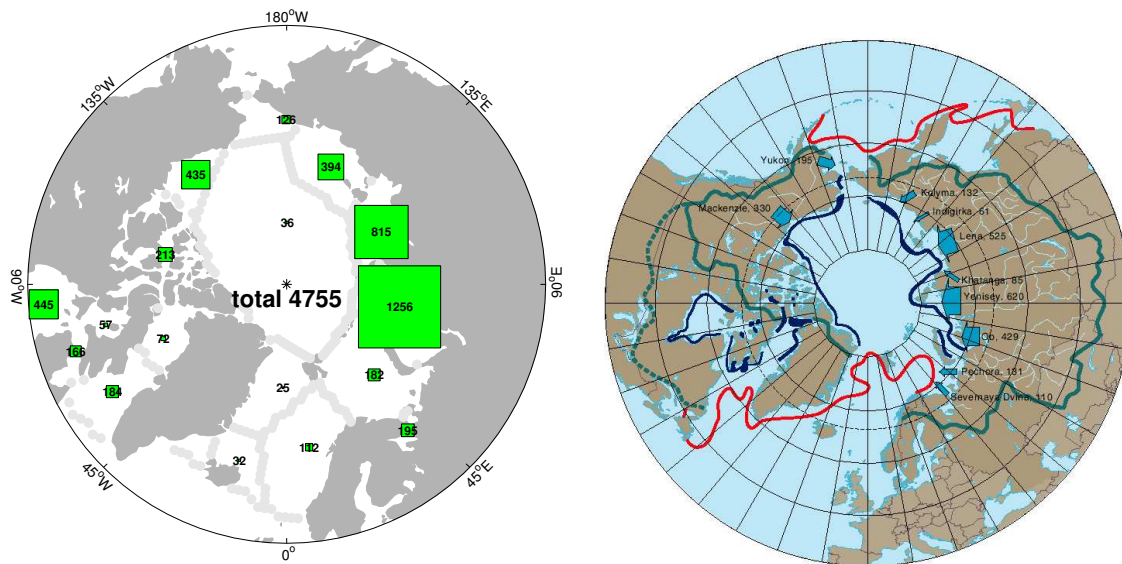 180°W
135°W
135°E
126
435
394
36
815
213
90°W
90°E
445
total 4755
1256
57
72
166
182
184
25
195
112
32
45°W
45°E
0°
Yukon, 195
Mackenzie, 330
Kolyma, 132
Indigirka, 61
Lena, 525
Khatanga, 85
Yenisey, 620
Ob, 429
Pechora, 131
Severnaya Dvina, 110